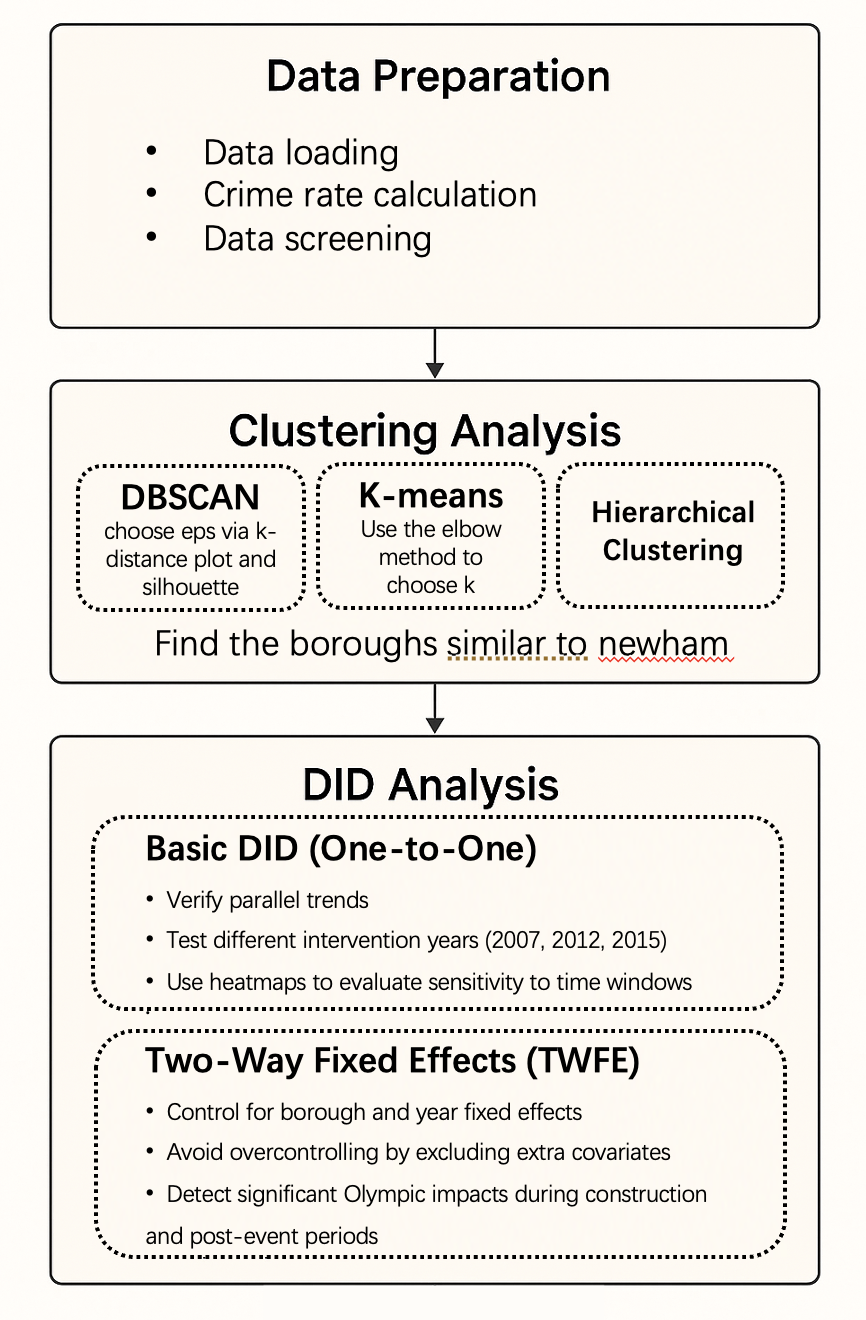 Data Preparation
• Data loading
• Crime rate calculation
• Data screening
Clustering Analysis
DBSCAN
choose eps via k-
distance plot and
silhouette
K-means
Use the elbow
method to
choose k
Hierarchical
Clustering
Find the boroughs similar to newham
DID Analysis
Basic DID (One-to-One)
• Verify parallel trends
• Test different intervention years (2007, 2012, 2015)
• Use heatmaps to evaluate sensitivity to time windows
Two-Way Fixed Effects (TWFE)
• Control for borough and year fixed effects
• Avoid overcontrolling by excluding extra covariates
• Detect significant Olympic impacts during construction
and post-event periods